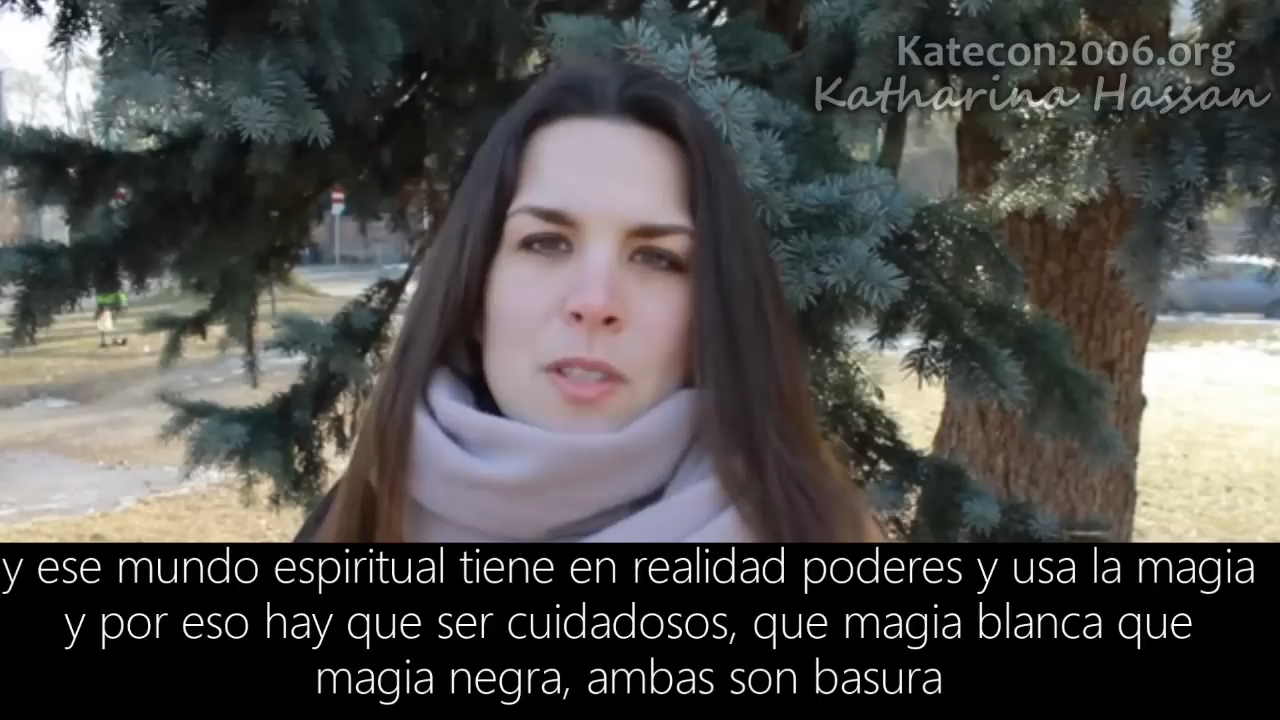 Katecon2006.org
Katharina Hassan
y ese mundo espiritual tiene en realidad poderes y usa la magia
y por eso hay que ser cuidadosos, que magia blanca que
magia negra, ambas son basura